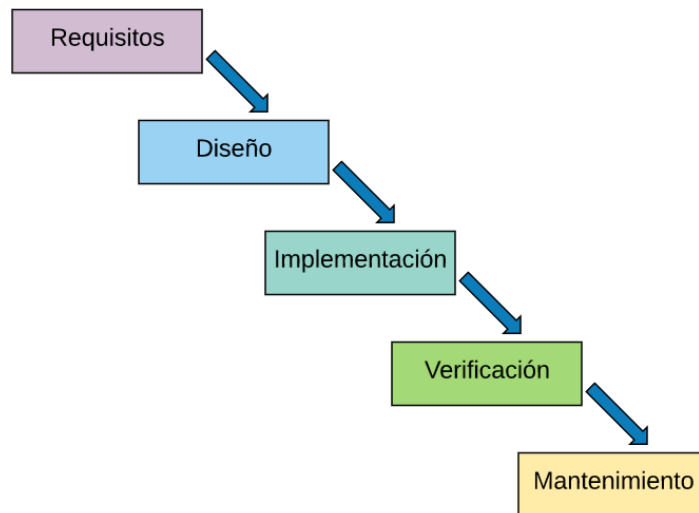 Requisitos
Diseño
Implementación
Verificación
Mantenimiento